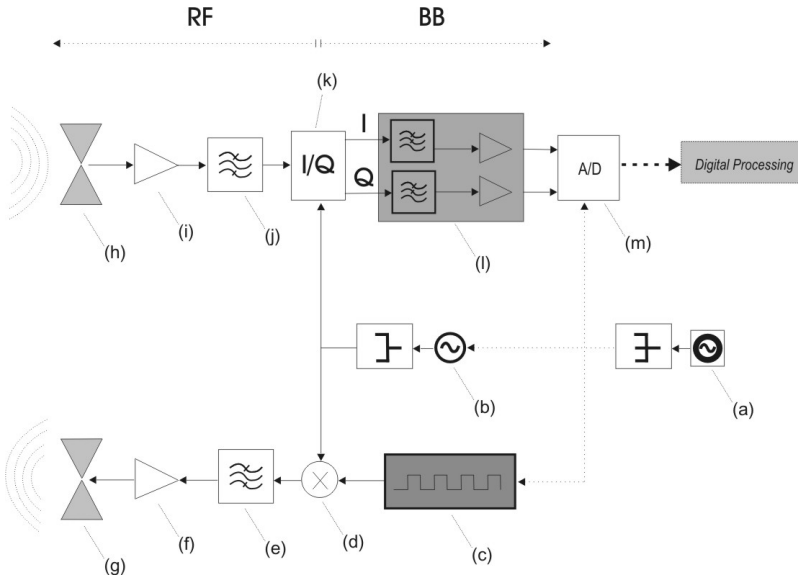 RF
BB
(k)
I
I/Q
Q
A/D
Digital Processing
(h)
(i)
(j)
(l)
(m)
(b)
(a)
(g)
(f)
(e)
(d)
(c)